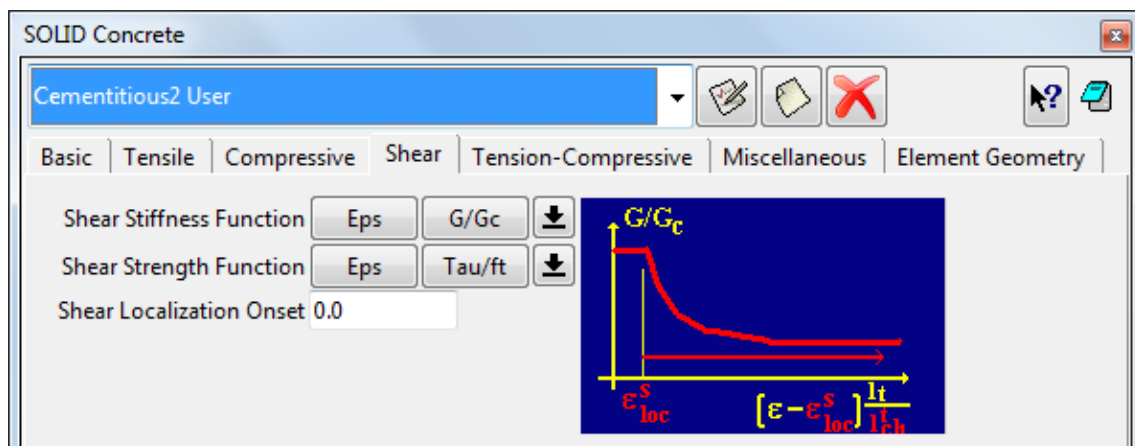 SOLID Concrete
Cementitious2 User
Basic Tensile Compressive Shear Tension-Compressive Miscellaneous Element Geometry
Shear Stiffness Function Eps G/Gc
Shear Strength Function Eps Tau/ft
Shear Localization Onset 0.0
G/Gc
εˢloc [ε-εˢloc] lt/lᵗch